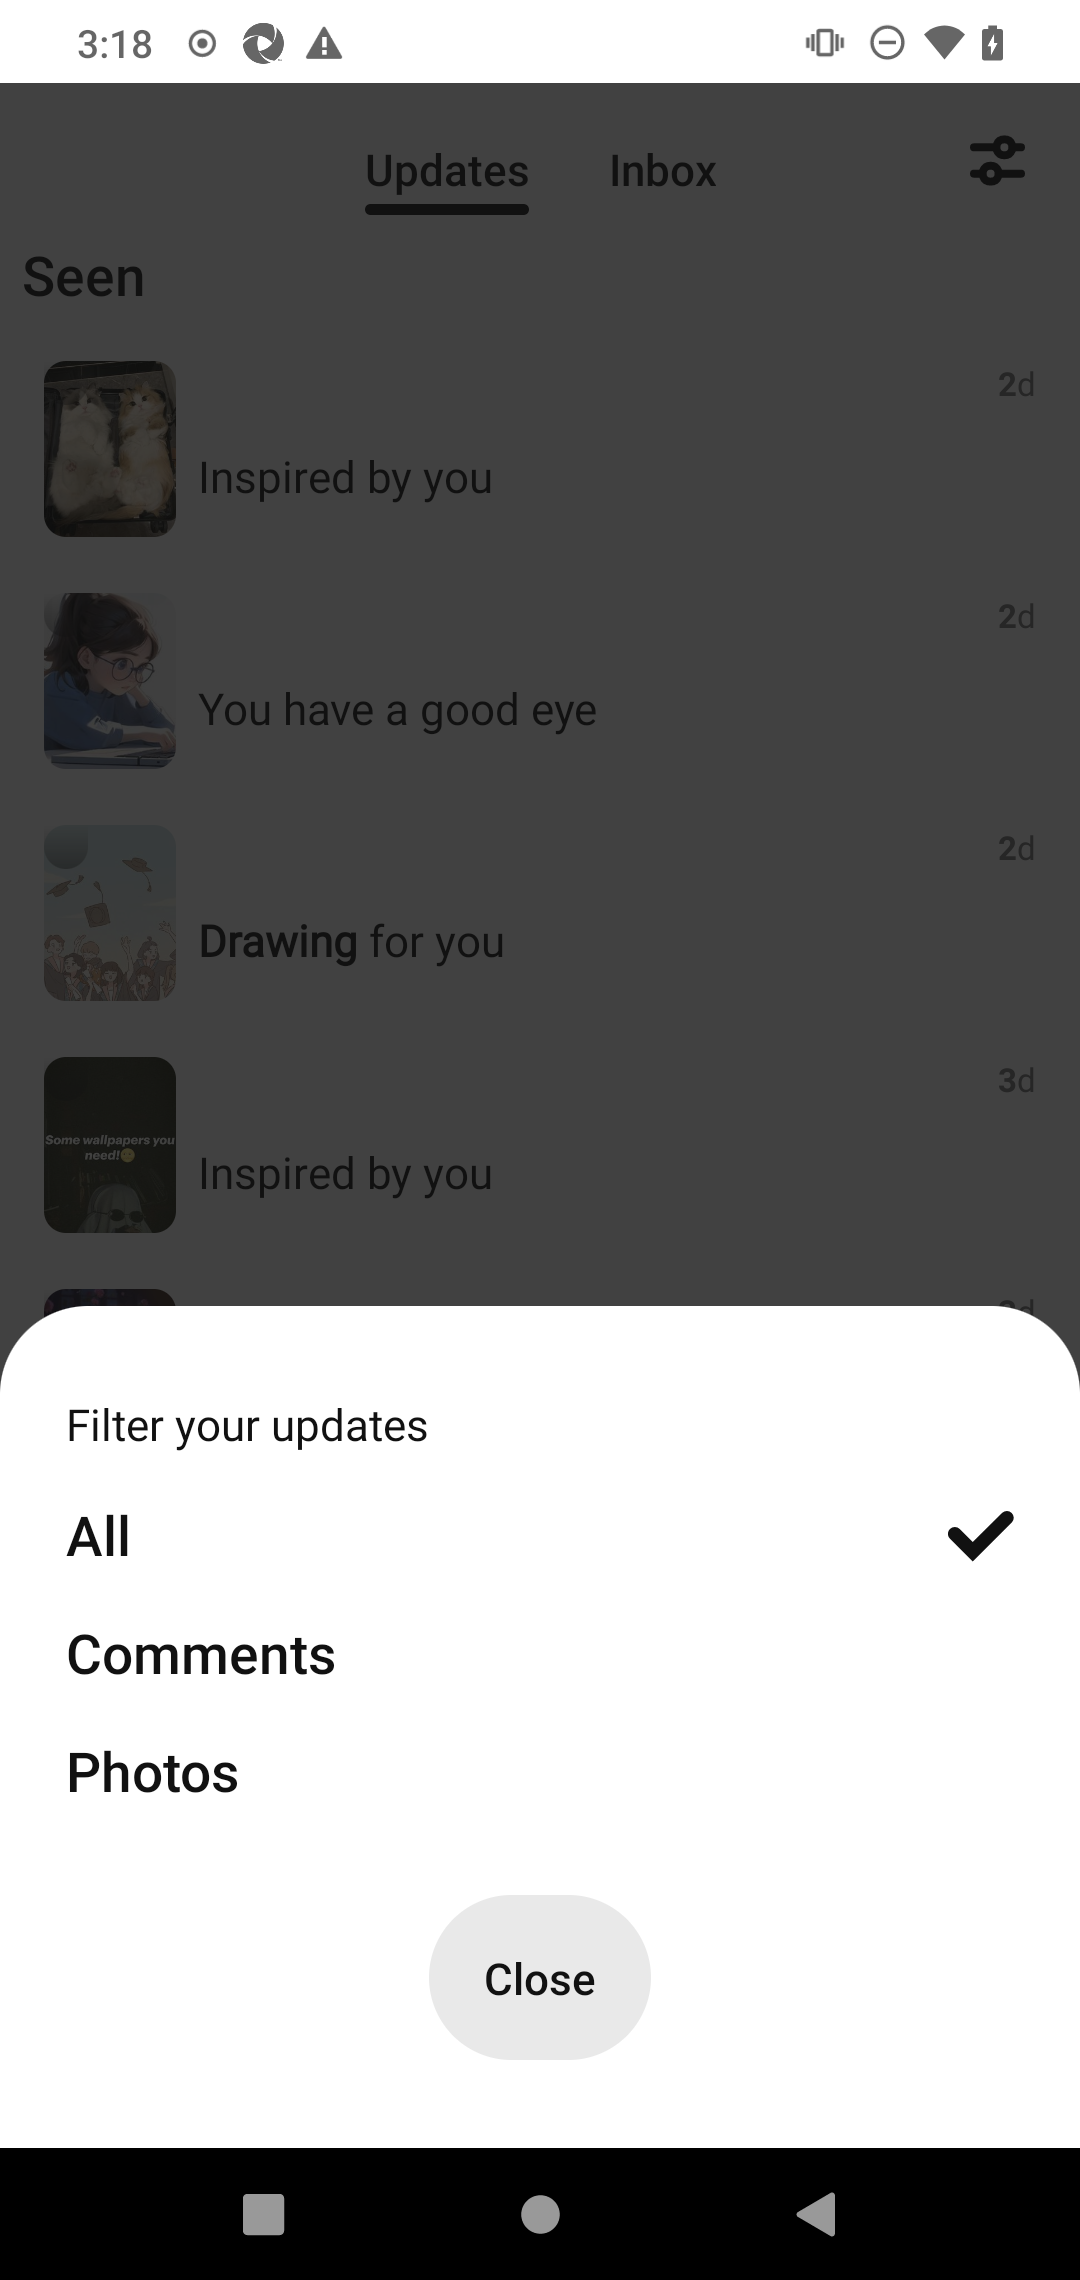 3:18
Updates Inbox
Seen
2d
Inspired by you
2d
You have a good eye
2d
Drawing for you
3d
Some wallpapers you
need!
Inspired by you
Filter your updates
All
Comments
Photos
Close